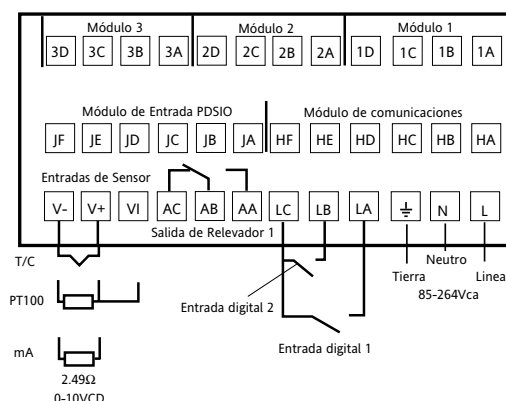 Módulo 3 Módulo 2 Módulo 1
3D 3C 3B 3A 2D 2C 2B 2A 1D 1C 1B 1A
Módulo de Entrada PDSIO Módulo de comunicaciones
JF JE JD JC JB JA HF HE HD HC HB HA
Entradas de Sensor
V- V+ VI AC AB AA LC LB LA N L
Salida de Relevador 1
T/C
Neutro
Tierra Linea
85-264Vca
PT100
Entrada digital 2
mA
Entrada digital 1
2.49Ω
0-10VCD